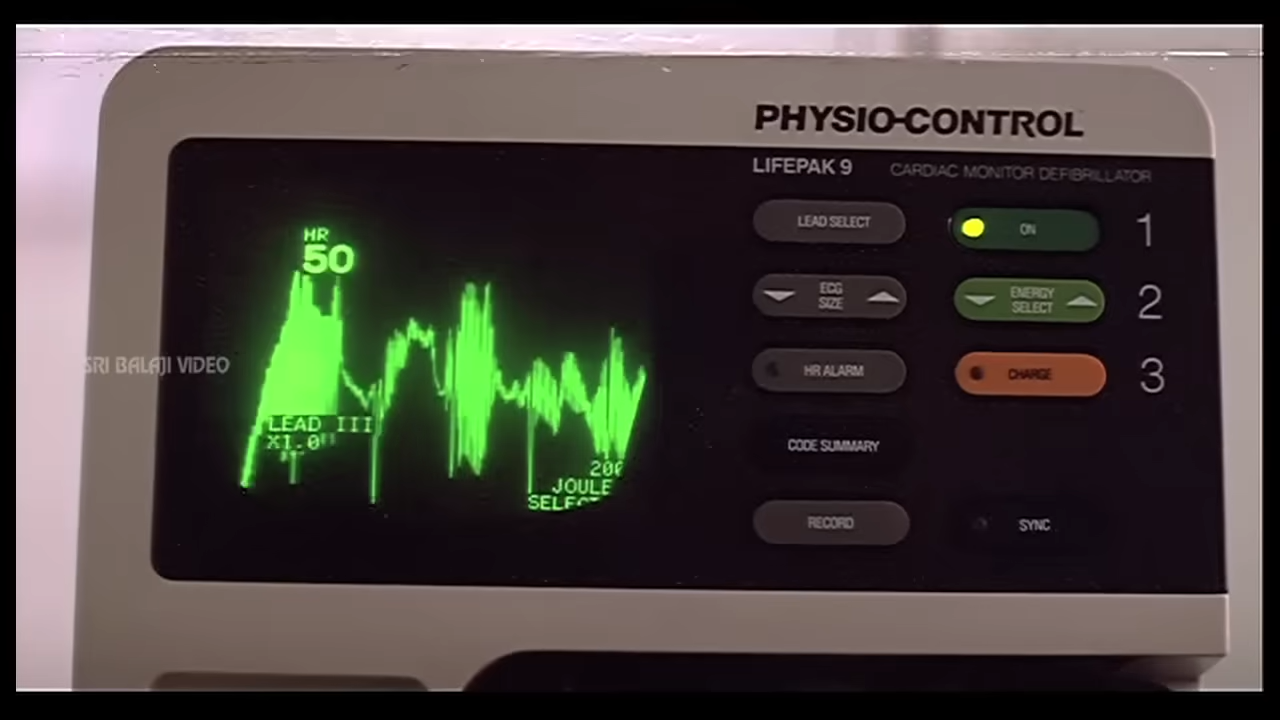 PHYSIO-CONTROL
LIFEPAK 9 CARDIAC MONITOR DEFIBRILLATOR
LEAD SELECT
ON
1
HR
50
ECG
SIZE
ENERGY
SELECT
2
SRI BALAJI VIDEO
HR ALARM
CHARGE
3
LEAD III
X1.0
CODE SUMMARY
200
JOULE
SELECT
RECORD
SYNC